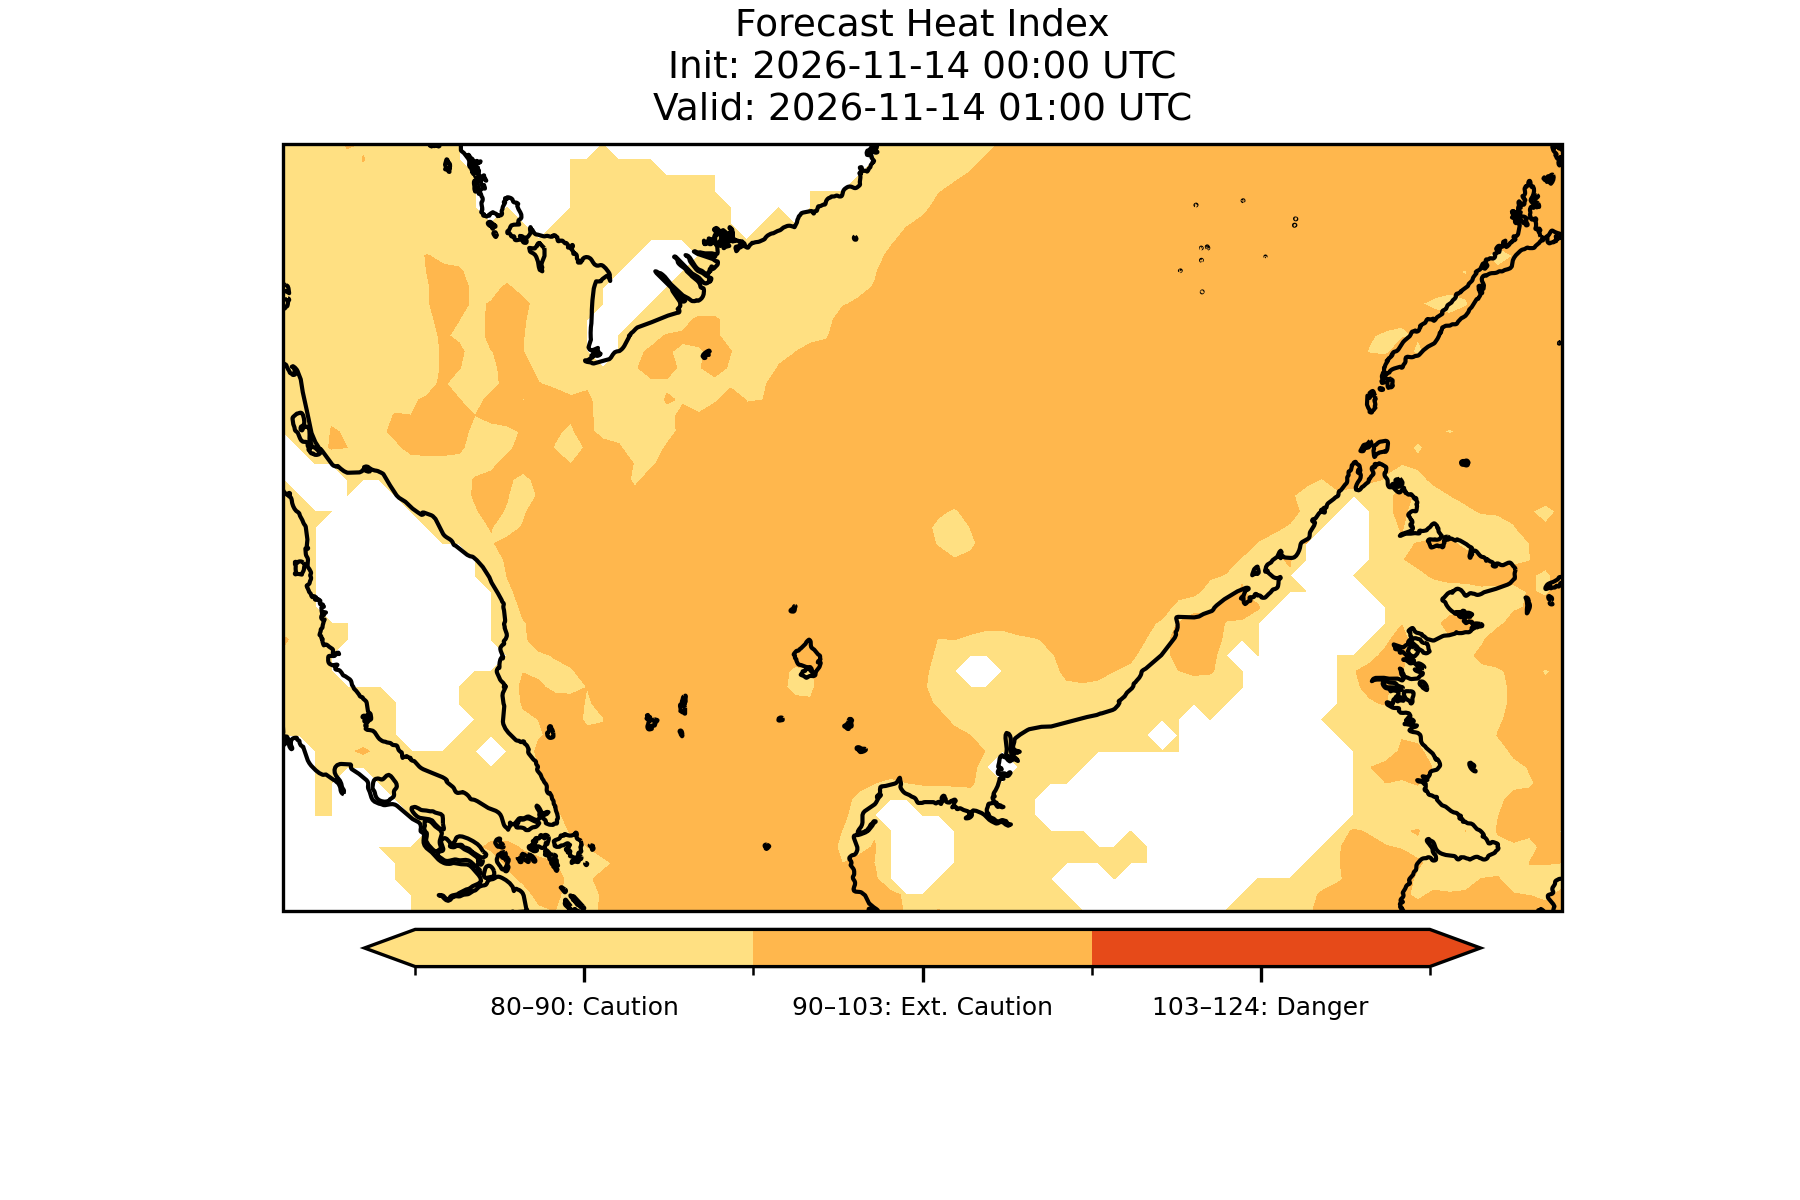 Forecast Heat Index
Init: 2026-11-14 00:00 UTC
Valid: 2026-11-14 01:00 UTC
80–90: Caution
90–103: Ext. Caution
103–124: Danger